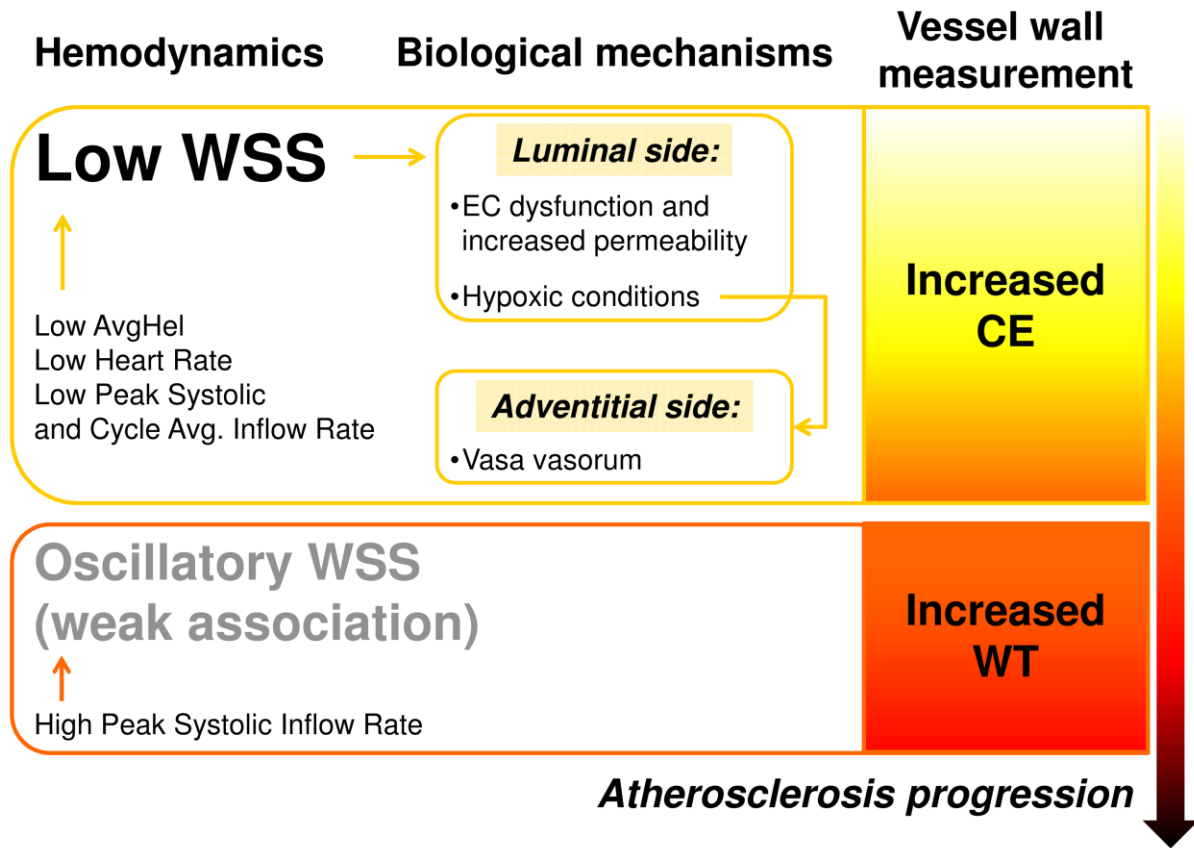 Hemodynamics
Biological mechanisms
Vessel wall
measurement
Low WSS
Low AvgHel
Low Heart Rate
Low Peak Systolic
and Cycle Avg. Inflow Rate
Luminal side:
•EC dysfunction and
increased permeability
•Hypoxic conditions
Adventitial side:
•Vasa vasorum
Increased
CE
Oscillatory WSS
(weak association)
High Peak Systolic Inflow Rate
Increased
WT
Atherosclerosis progression